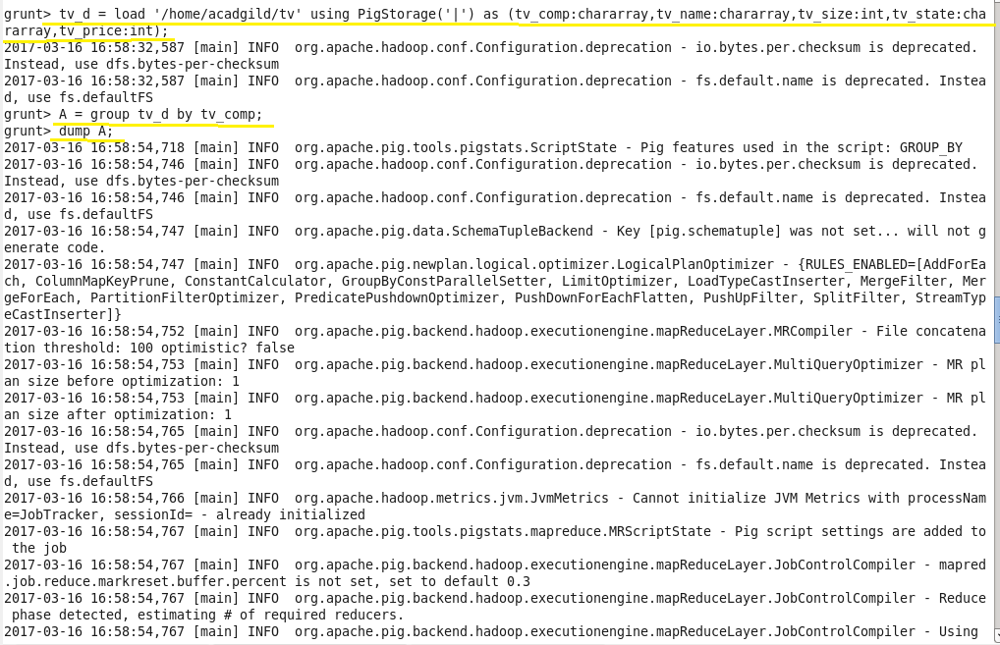 grunt> tv_d = load '/home/acadgild/tv' using PigStorage('|') as (tv_comp:chararray,tv_name:chararray,tv_size:int,tv_state:cha
rarray,tv_price:int);
2017-03-16 16:58:32,587 [main] INFO  org.apache.hadoop.conf.Configuration.deprecation - io.bytes.per.checksum is deprecated.
Instead, use dfs.bytes-per-checksum
2017-03-16 16:58:32,587 [main] INFO  org.apache.hadoop.conf.Configuration.deprecation - fs.default.name is deprecated. Instea
d, use fs.defaultFS
grunt> A = group tv_d by tv_comp;
grunt> dump A;
2017-03-16 16:58:54,718 [main] INFO  org.apache.pig.tools.pigstats.ScriptState - Pig features used in the script: GROUP_BY
2017-03-16 16:58:54,746 [main] INFO  org.apache.hadoop.conf.Configuration.deprecation - io.bytes.per.checksum is deprecated.
Instead, use dfs.bytes-per-checksum
2017-03-16 16:58:54,746 [main] INFO  org.apache.hadoop.conf.Configuration.deprecation - fs.default.name is deprecated. Instea
d, use fs.defaultFS
2017-03-16 16:58:54,747 [main] INFO  org.apache.pig.data.SchemaTupleBackend - Key [pig.schematuple] was not set... will not g
enerate code.
2017-03-16 16:58:54,747 [main] INFO  org.apache.pig.newplan.logical.optimizer.LogicalPlanOptimizer - {RULES_ENABLED=[AddForEa
ch, ColumnMapKeyPrune, ConstantCalculator, GroupByConstParallelSetter, LimitOptimizer, LoadTypeCastInserter, MergeFilter, Mer
geForEach, PartitionFilterOptimizer, PredicatePushdownOptimizer, PushDownForEachFlatten, PushUpFilter, SplitFilter, StreamTyp
eCastInserter]}
2017-03-16 16:58:54,752 [main] INFO  org.apache.pig.backend.hadoop.executionengine.mapReduceLayer.MRCompiler - File concatena
tion threshold: 100 optimistic? false
2017-03-16 16:58:54,753 [main] INFO  org.apache.pig.backend.hadoop.executionengine.mapReduceLayer.MultiQueryOptimizer - MR pl
an size before optimization: 1
2017-03-16 16:58:54,753 [main] INFO  org.apache.pig.backend.hadoop.executionengine.mapReduceLayer.MultiQueryOptimizer - MR pl
an size after optimization: 1
2017-03-16 16:58:54,765 [main] INFO  org.apache.hadoop.conf.Configuration.deprecation - io.bytes.per.checksum is deprecated.
Instead, use dfs.bytes-per-checksum
2017-03-16 16:58:54,765 [main] INFO  org.apache.hadoop.conf.Configuration.deprecation - fs.default.name is deprecated. Instea
d, use fs.defaultFS
2017-03-16 16:58:54,766 [main] INFO  org.apache.hadoop.metrics.jvm.JvmMetrics - Cannot initialize JVM Metrics with processNam
e=JobTracker, sessionId= - already initialized
2017-03-16 16:58:54,767 [main] INFO  org.apache.pig.tools.pigstats.mapreduce.MRScriptState - Pig script settings are added to
 the job
2017-03-16 16:58:54,767 [main] INFO  org.apache.pig.backend.hadoop.executionengine.mapReduceLayer.JobControlCompiler - mapred
.job.reduce.markreset.buffer.percent is not set, set to default 0.3
2017-03-16 16:58:54,767 [main] INFO  org.apache.pig.backend.hadoop.executionengine.mapReduceLayer.JobControlCompiler - Reduce
 phase detected, estimating # of required reducers.
2017-03-16 16:58:54,767 [main] INFO  org.apache.pig.backend.hadoop.executionengine.mapReduceLayer.JobControlCompiler - Using